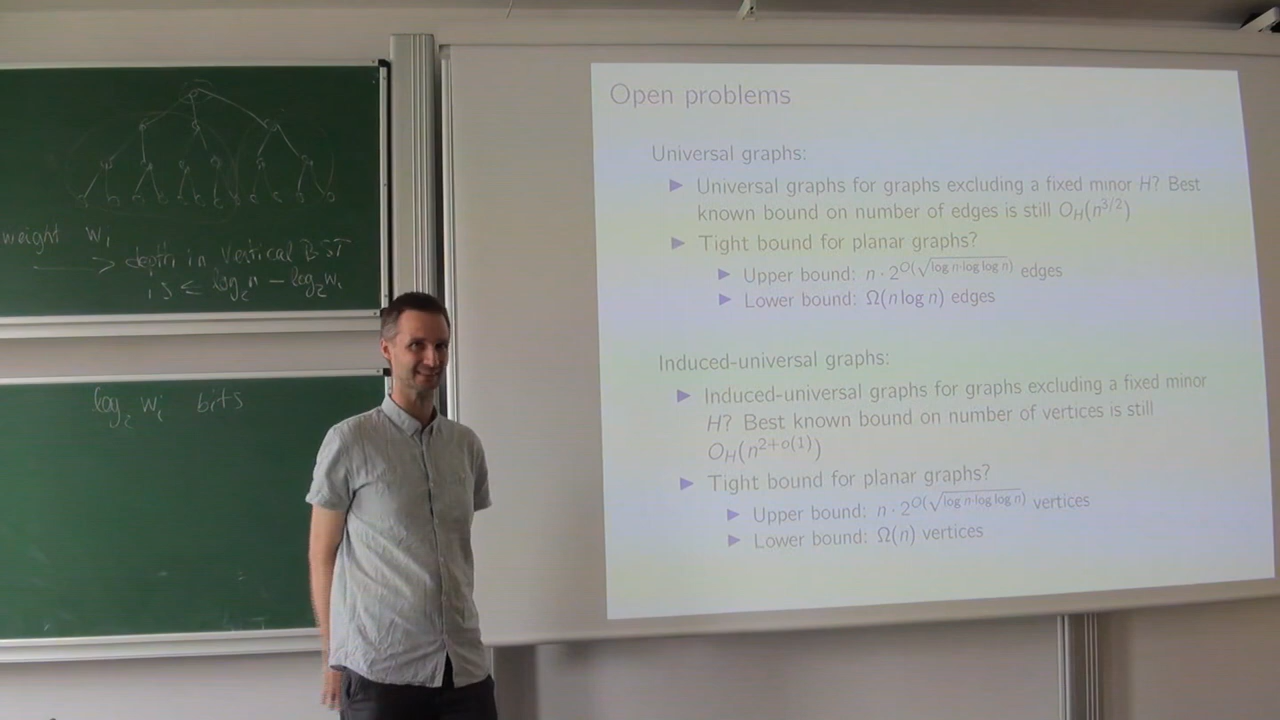 weight w_i
→ depth in vertical BST
is ≤ log_2 n - log_2 w_i
log_2 w_i bits
Open problems
Universal graphs:
▶ Universal graphs for graphs excluding a fixed minor H? Best
known bound on number of edges is still O_H(n^{3/2})
▶ Tight bound for planar graphs?
▶ Upper bound: n · 2^{O(√(log n·log log n))} edges
▶ Lower bound: Ω(n log n) edges
Induced-universal graphs:
▶ Induced-universal graphs for graphs excluding a fixed minor
H? Best known bound on number of vertices is still
O_H(n^{2+o(1)})
▶ Tight bound for planar graphs?
▶ Upper bound: n · 2^{O(√(log n·log log n))} vertices
▶ Lower bound: Ω(n) vertices